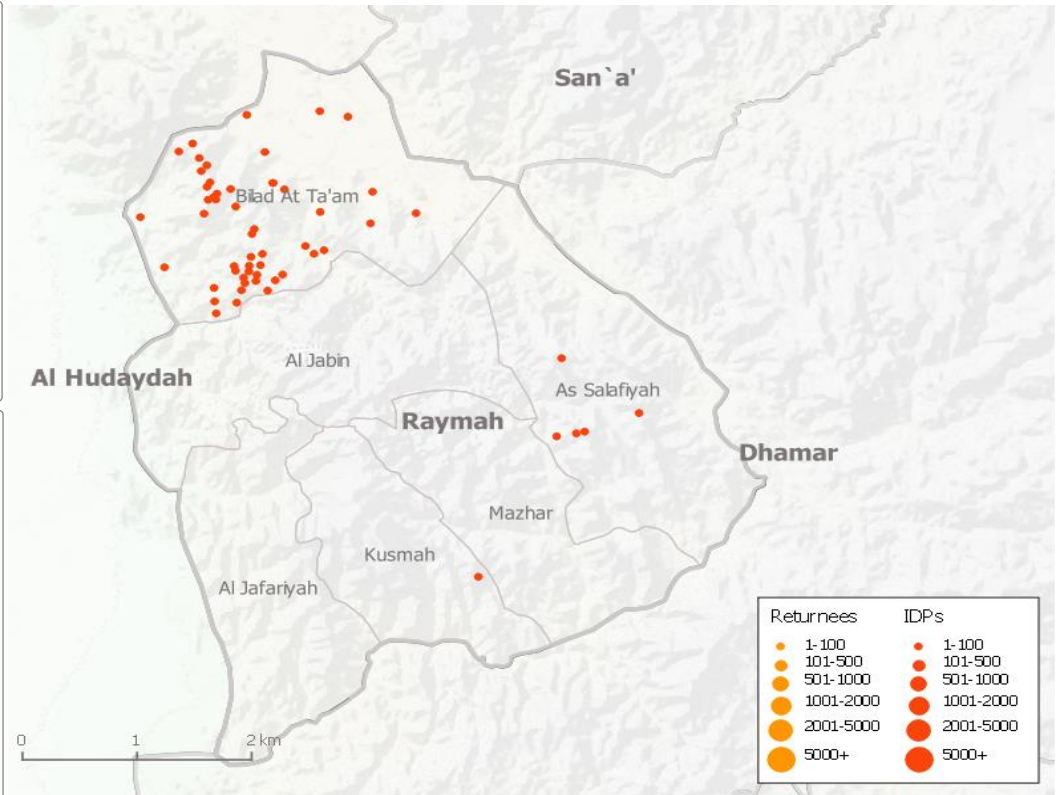 San`a'
Bilad At Ta'am
Al Jabin
Al Hudaydah
As Salafiyah
Raymah
Dhamar
Mazhar
Kusmah
Al Jafariyah
Returnees IDPs
1-100 1-100
101-500 101-500
501-1000 501-1000
1001-2000 1001-2000
2001-5000 2001-5000
5000+ 5000+
0 1 2 km